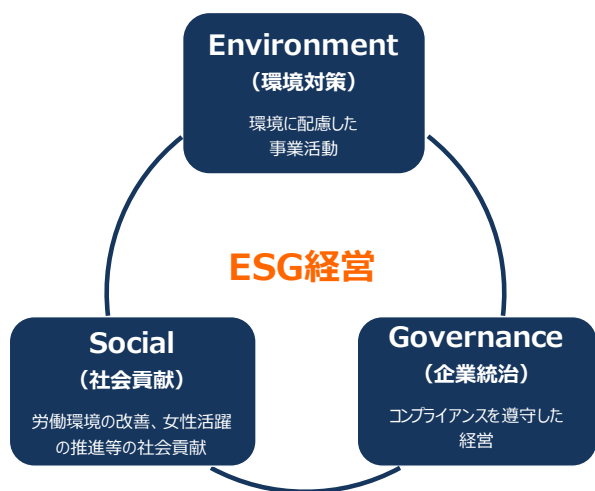 Environment
（環境対策）
環境に配慮した
事業活動
ESG経営
Social
（社会貢献）
労働環境の改善、女性活躍
の推進等の社会貢献
Governance
（企業統治）
コンプライアンスを遵守した
経営